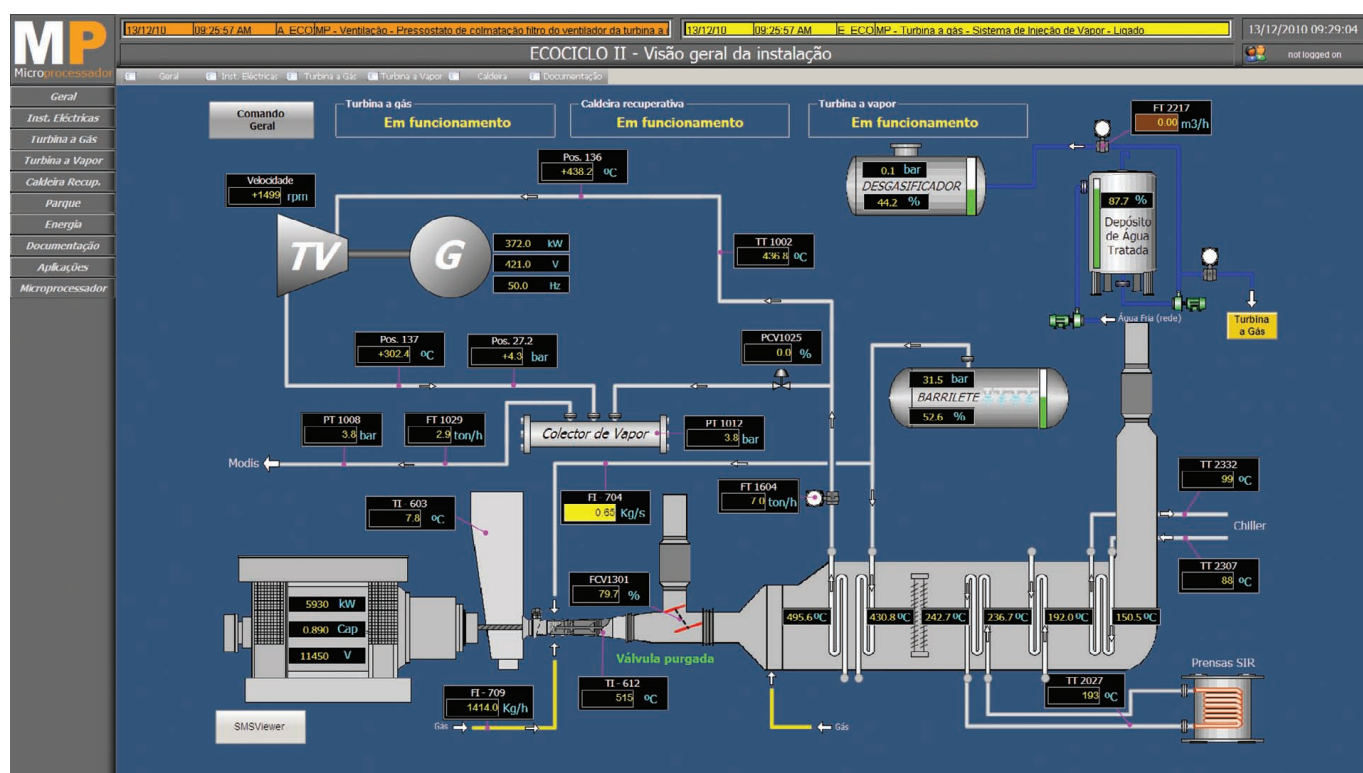 MP
Microprocessador
13/12/10 09:25:57 AM A_ECO MP - Ventilação - Pressostato de colmatação filtro do ventilador da turbina a
13/12/10 09:25:57 AM E_ECO MP - Turbina a gás - Sistema de Injeção de Vapor - Ligado
13/12/2010 09:29:04
ECOCICLO II - Visão geral da instalação
not logged on
Geral Inst. Eléctricas Turbina a Gás Turbina a Vapor Caldeira Documentação
Geral
Inst. Eléctricas
Turbina a Gás
Turbina a Vapor
Caldeira Recup.
Parque
Energia
Documentação
Aplicações
Microprocessador
Comando
Geral
Turbina a gás
Em funcionamento
Caldeira recuperativa
Em funcionamento
Turbina a vapor
Em funcionamento
FT 2217
0.00 m3/h
Pos. 136
+438.2 ºC
Velocidade
+1499 rpm
0.1 bar
DESGASIFICADOR
44.2 %
87.7 %
Depósito
de Água
Tratada
TV
G
372.0 kW
421.0 V
50.0 Hz
TT 1002
436.8 ºC
Água Fria (rede)
Turbina
a Gás
Pos. 137
+302.4 ºC
Pos. 27.2
+4.3 bar
PCV1025
0.0 %
31.5 bar
BARRILETE
52.6 %
PT 1008
3.8 bar
FT 1029
2.9 ton/h
Colector de Vapor
PT 1012
3.8 bar
Modis
TT 2332
99 ºC
TI - 603
7.8 ºC
FI - 704
0.65 Kg/s
FT 1604
7.0 ton/h
Chiller
TT 2307
88 ºC
FCV1301
79.7 %
5930 kW
0.890 Cap
11450 V
495.6 ºC
430.8 ºC
242.7 ºC
236.7 ºC
192.0 ºC
150.5 ºC
Válvula purgada
Prensas SIR
TI - 612
515 ºC
TT 2027
193 ºC
FI - 709
1414.0 Kg/h
SMSViewer
Gás
Gás